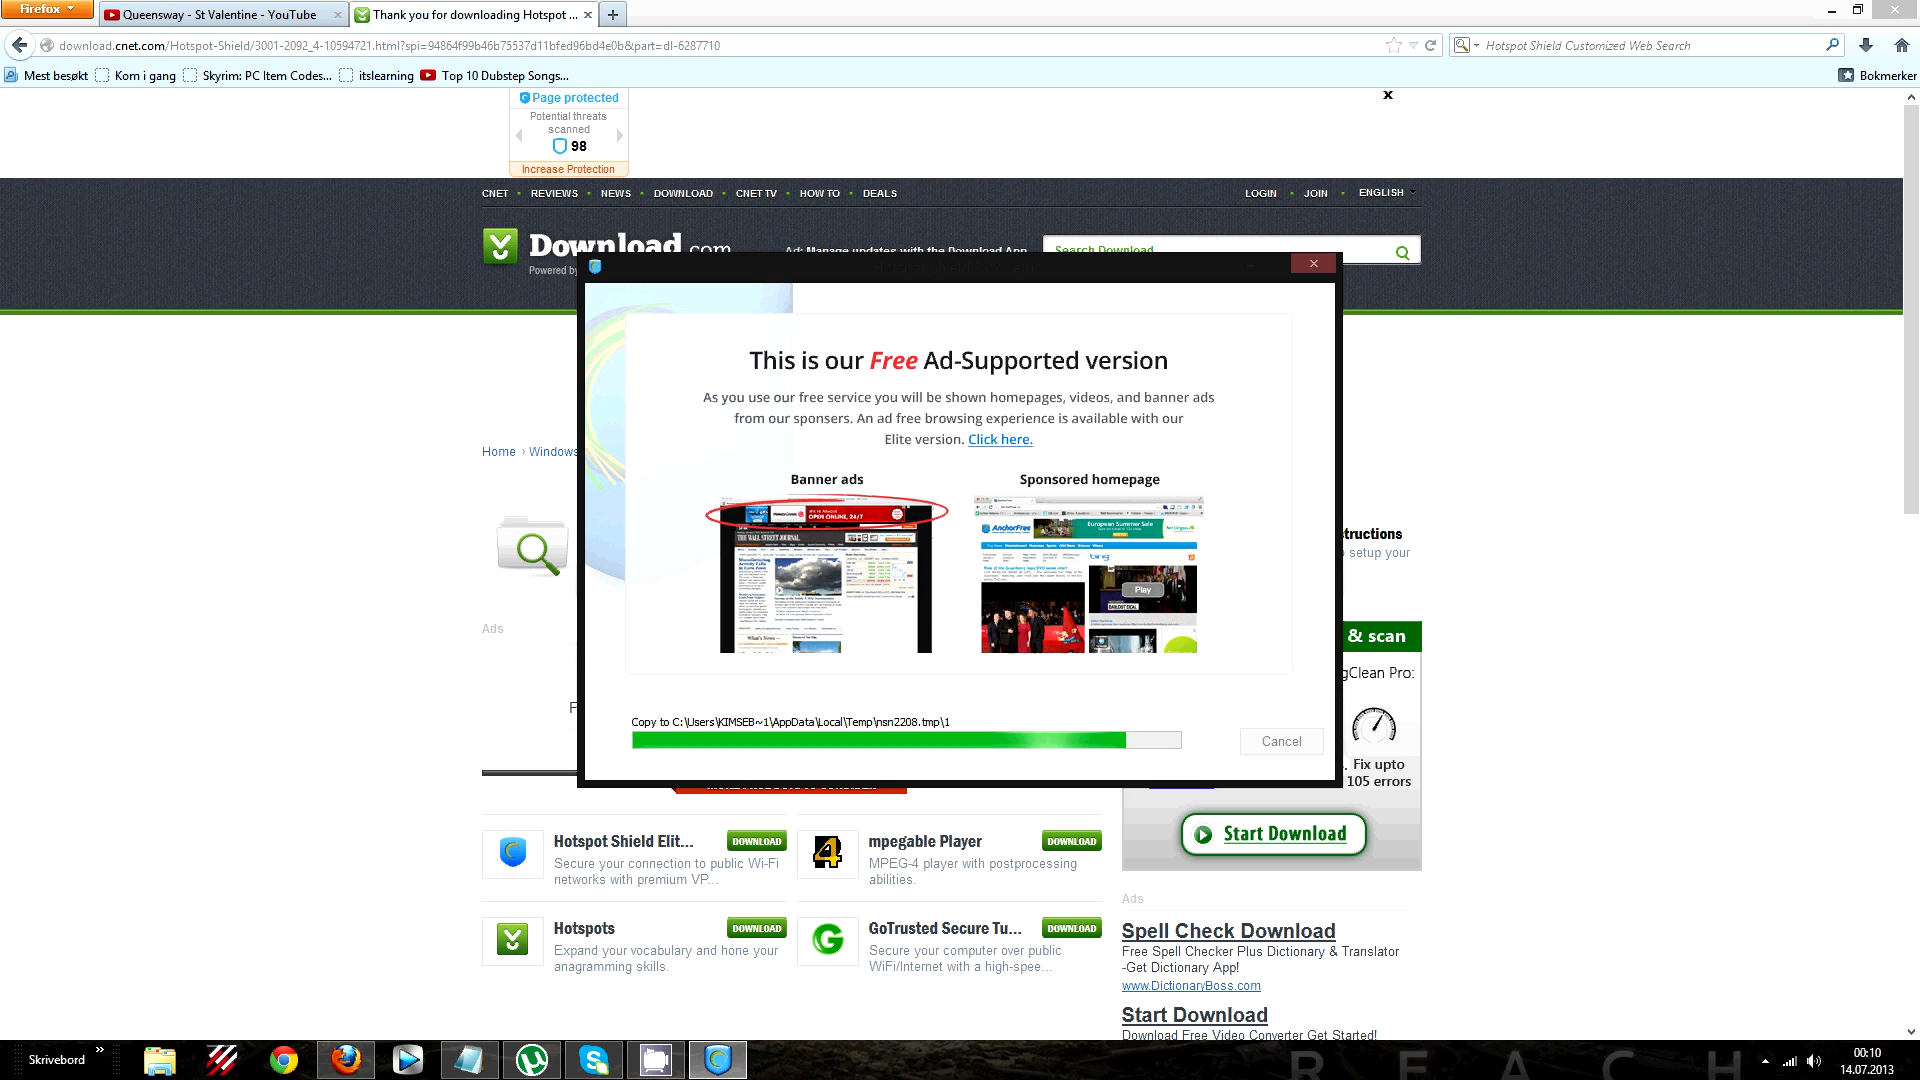 Firefox
Queensway - St Valentine - YouTube
Thank you for downloading Hotspot ...
download.cnet.com/Hotspot-Shield/3001-2092_4-10594721.html?spi=94864f99b46b75537d11bfed96bd4e0b&part=dl-6287710
Hotspot Shield Customized Web Search
Mest besøkt
Kom i gang
Skyrim: PC Item Codes...
itslearning
Top 10 Dubstep Songs...
Bokmerker
Page protected
Potential threats
scanned
98
Increase Protection
x
CNET
REVIEWS
NEWS
DOWNLOAD
CNET TV
HOW TO
DEALS
LOGIN
JOIN
ENGLISH
Download.com
Powered by
Ad: Manage updates with the Download App
Search Download
Home › Windows
This is our Free Ad-Supported version
As you use our free service you will be shown homepages, videos, and banner ads
from our sponsers. An ad free browsing experience is available with our
Elite version. Click here.
Banner ads
Sponsored homepage
OPEN ONLINE, 24/7
THE WALL STREET JOURNAL
What's News
AnchorFree
European Summer
Sale
bing
Play
Copy to C:\Users\KIMSEB~1\AppData\Local\Temp\nsn2208.tmp\1
Cancel
structions
setup your
Ads
& scan
gClean Pro:
Fix upto
105 errors
Start Download
Hotspot Shield Elit...
DOWNLOAD
Secure your connection to public Wi-Fi
networks with premium VP...
mpegable Player
DOWNLOAD
MPEG-4 player with postprocessing
abilities.
Hotspots
DOWNLOAD
Expand your vocabulary and hone your
anagramming skills.
GoTrusted Secure Tu...
DOWNLOAD
Secure your computer over public
WiFi/Internet with a high-spee...
Ads
Spell Check Download
Free Spell Checker Plus Dictionary & Translator
-Get Dictionary App!
www.DictionaryBoss.com
Start Download
Download Free Video Converter Get Started!
Skrivebord
REACH
00:10
14.07.2013